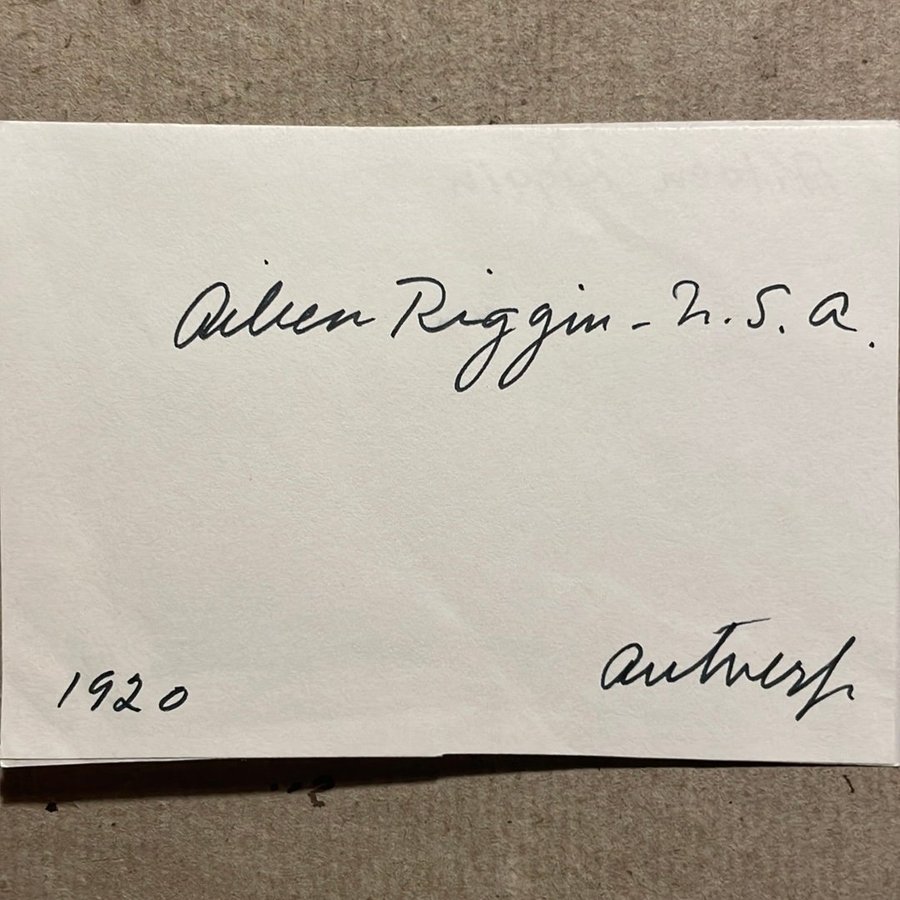 Aileen Riggin - U.S.A.
1920
Antwerp